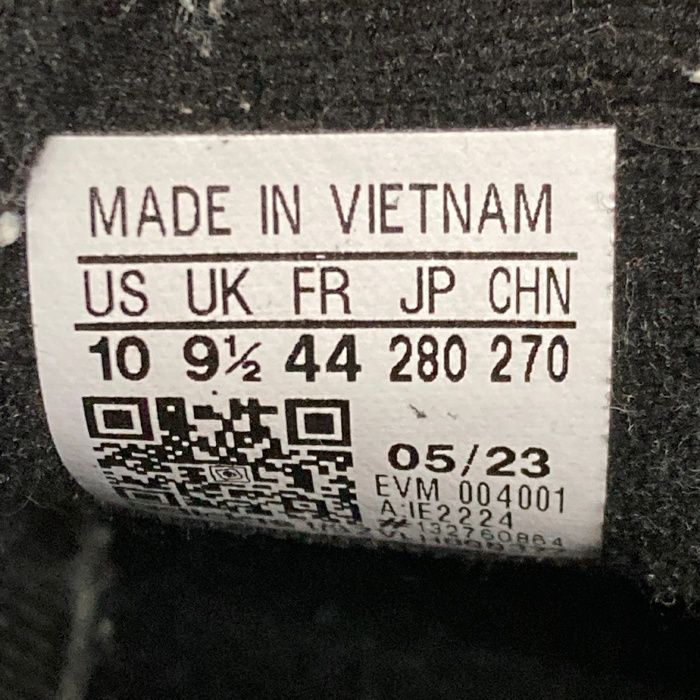 MADE IN VIETNAM
US UK FR JP CHN
10 9½ 44 280 270
05/23
EVM 004001
A:IE2224
#:132760864